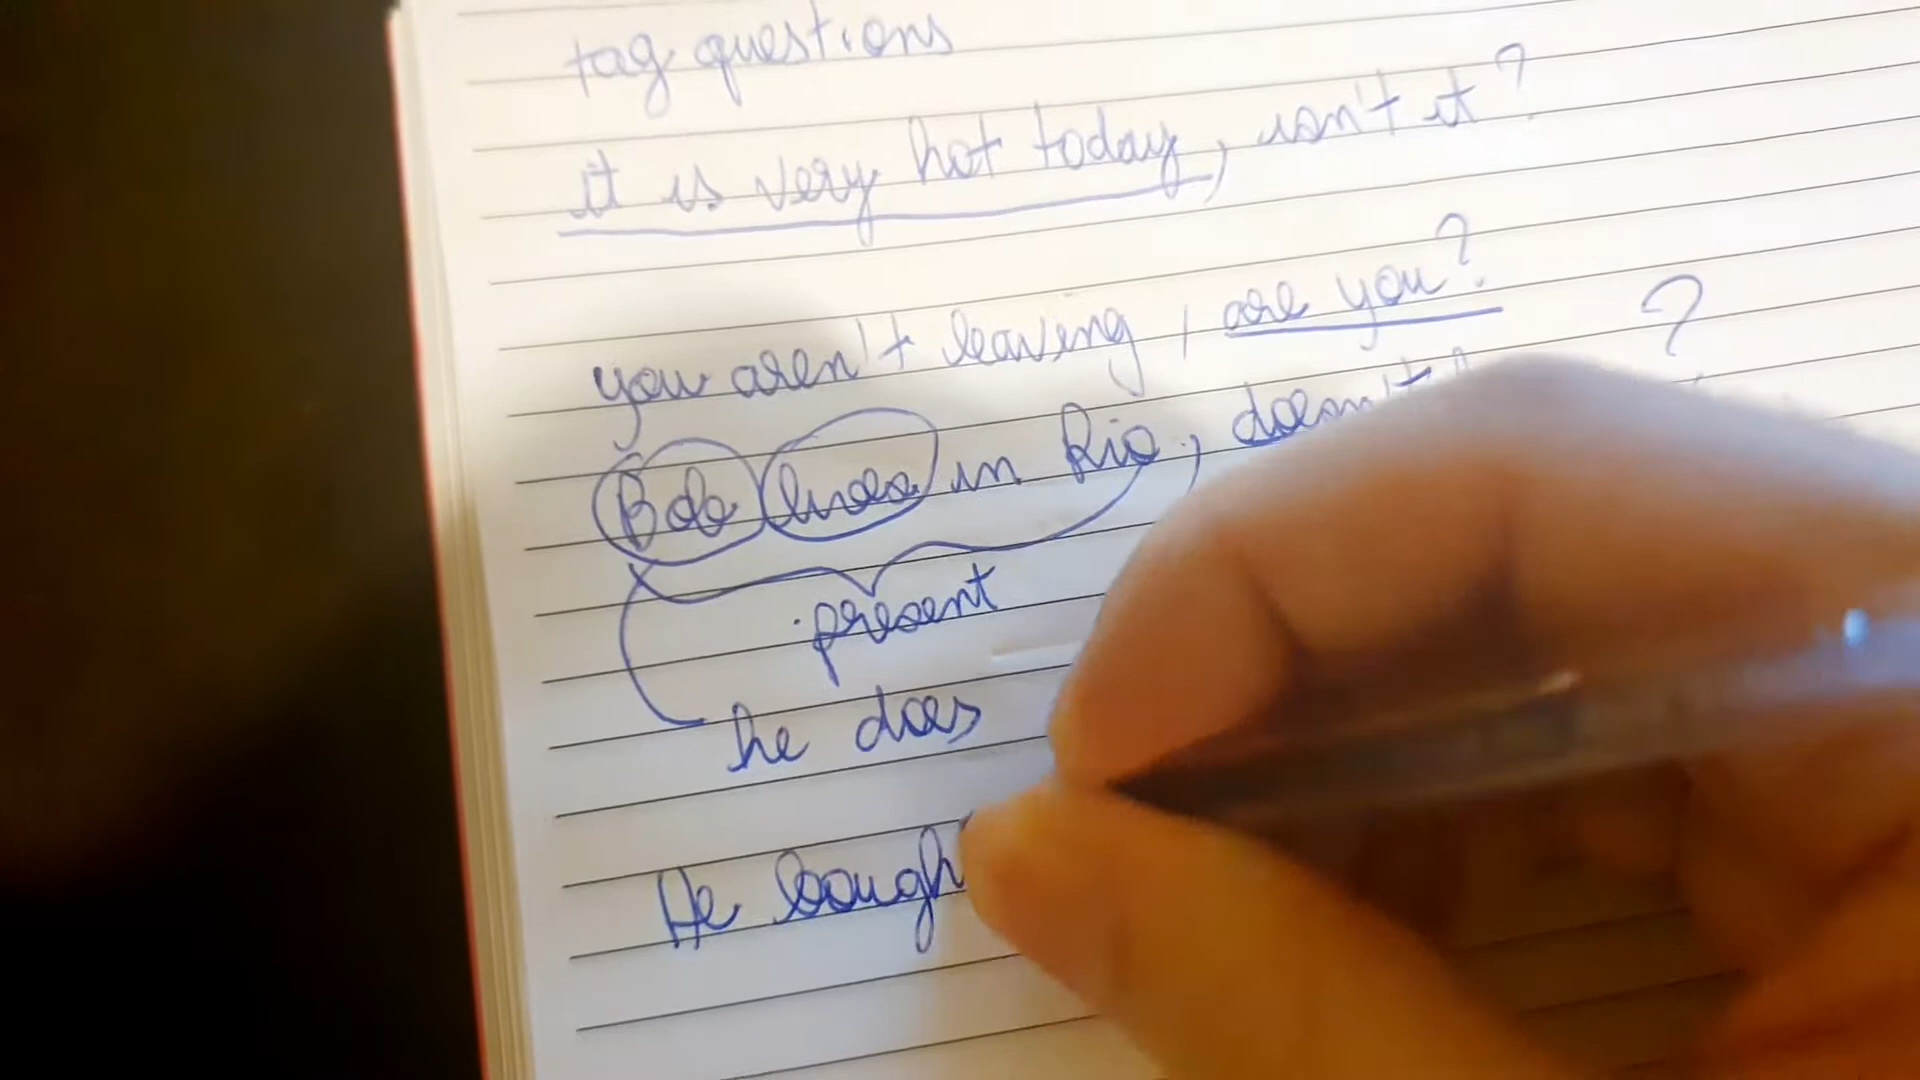 tag questions
it is very hot today, isn't it?
you aren't leaving, are you?
Bob lives in Rio, doesn't ?
present
he does
He bough